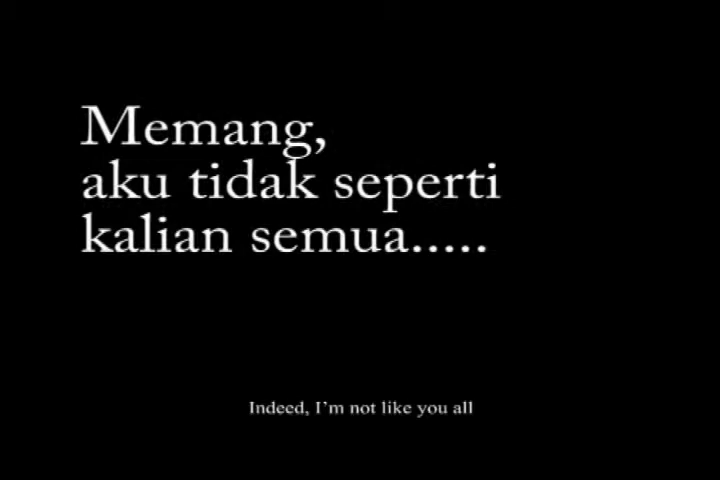 Memang,
aku tidak seperti
kalian semua.....
Indeed, I'm not like you all